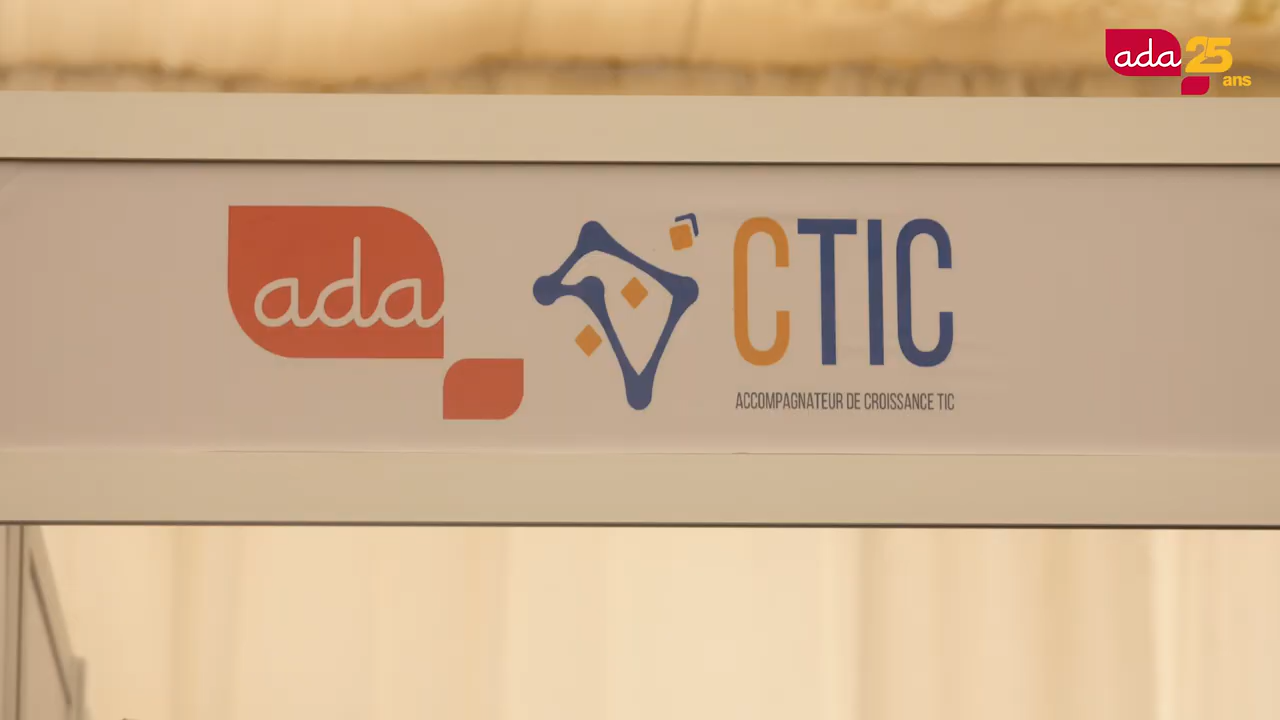 ada 25
ans
ada
CTIC
ACCOMPAGNATEUR DE CROISSANCE TIC